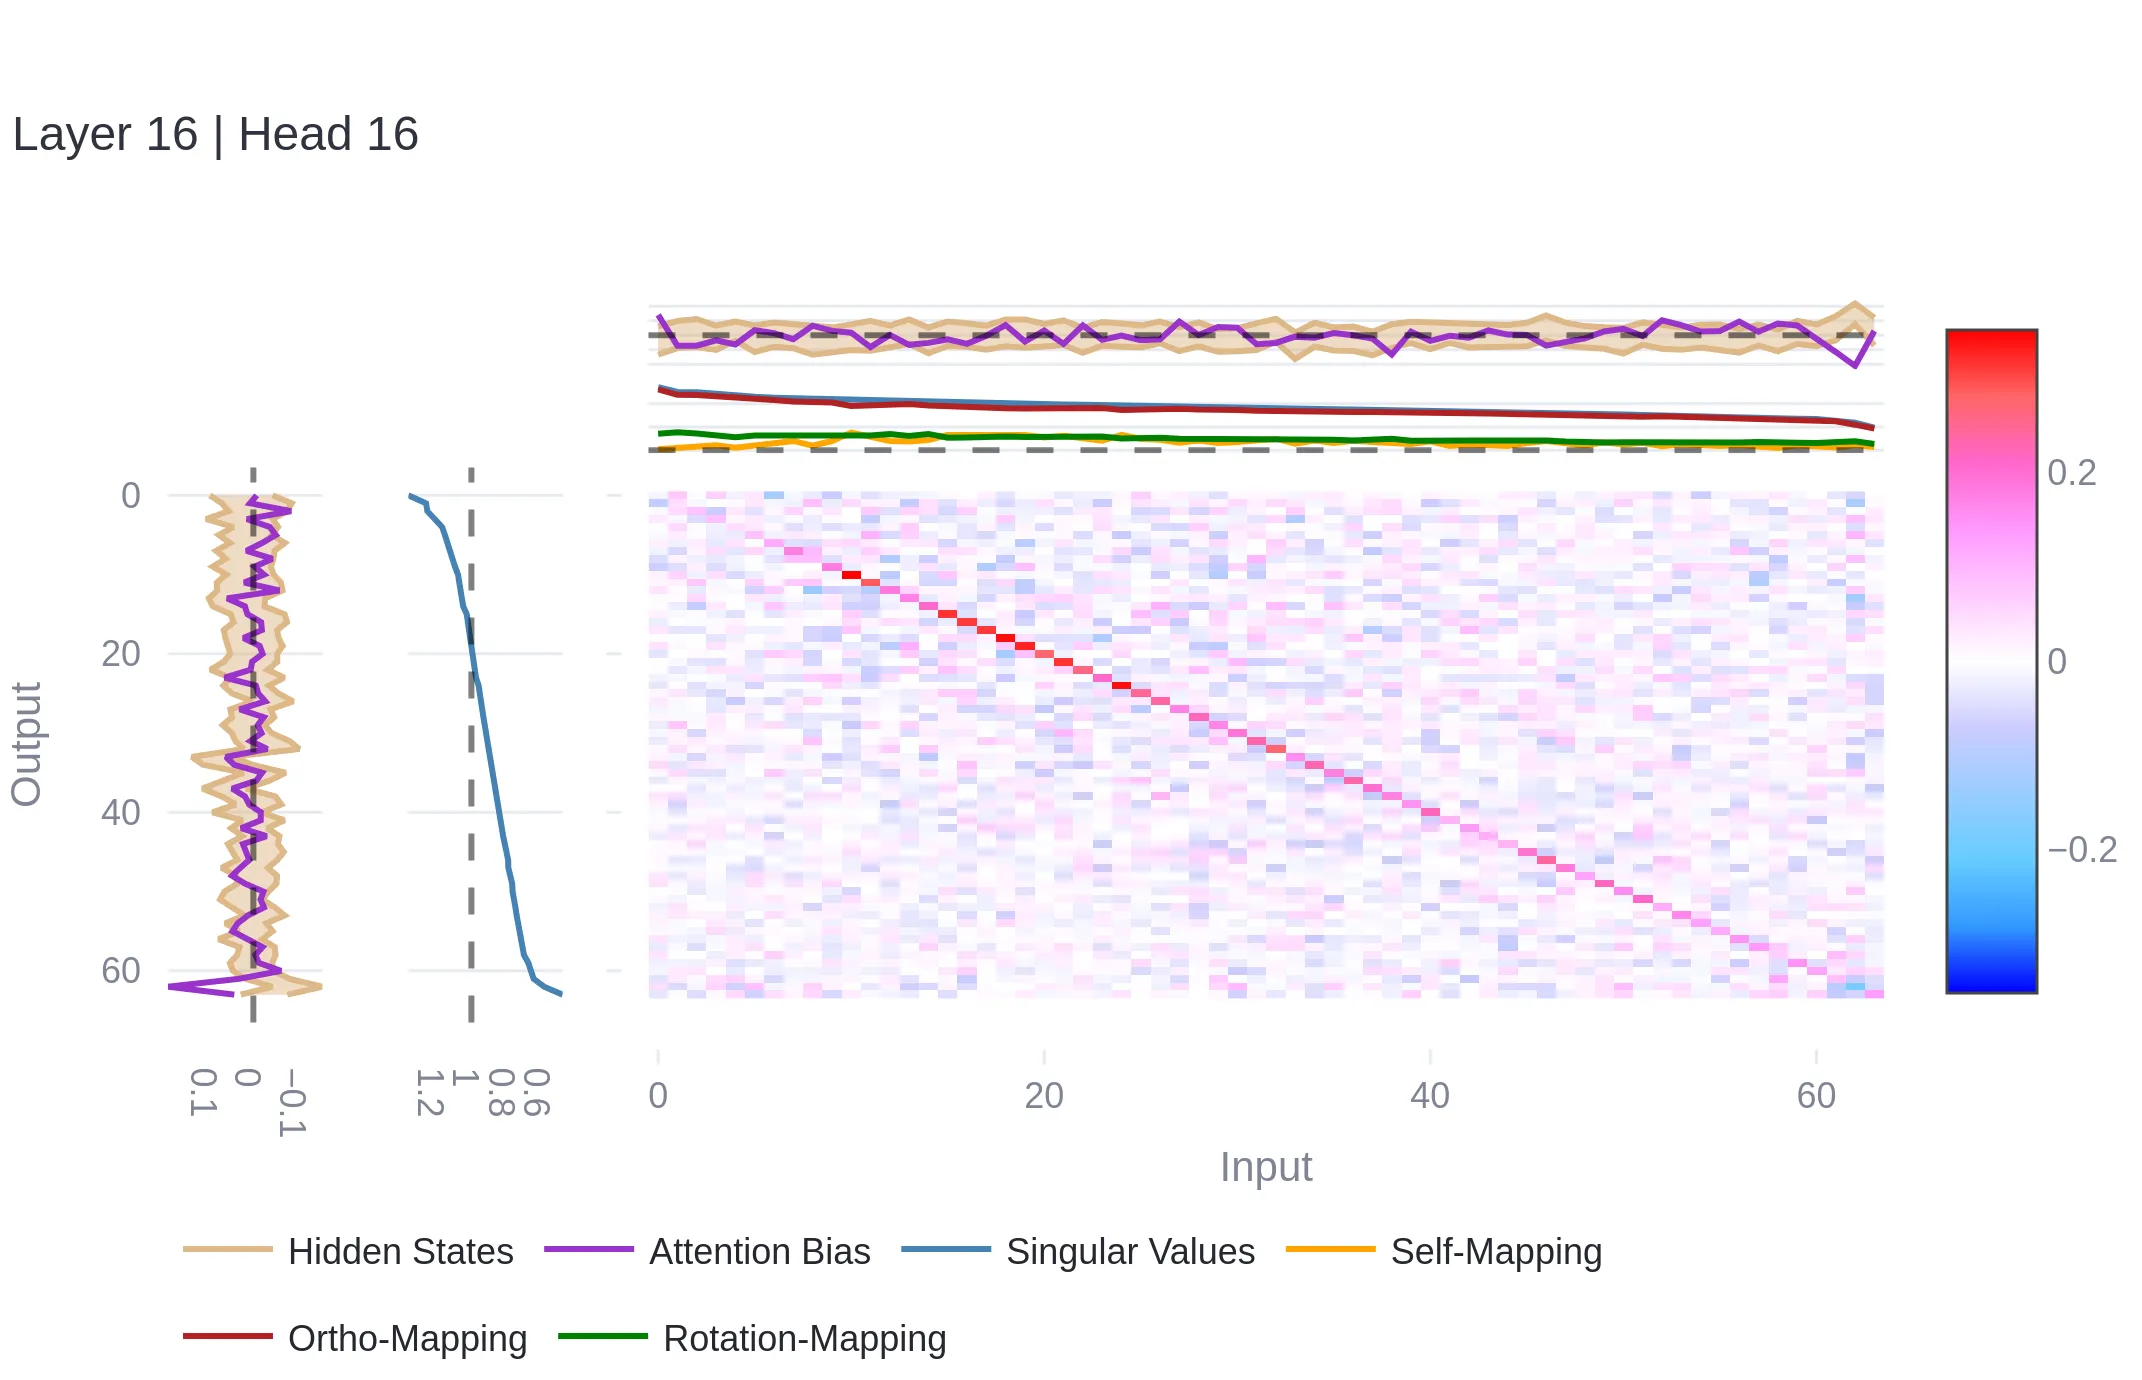 Layer 16 | Head 16
0
20
40
60
Output
0.1
0
−0.1
1.2
1
0.8
0.6
0
20
40
60
Input
0.2
0
−0.2
Hidden States
Attention Bias
Singular Values
Self-Mapping
Ortho-Mapping
Rotation-Mapping